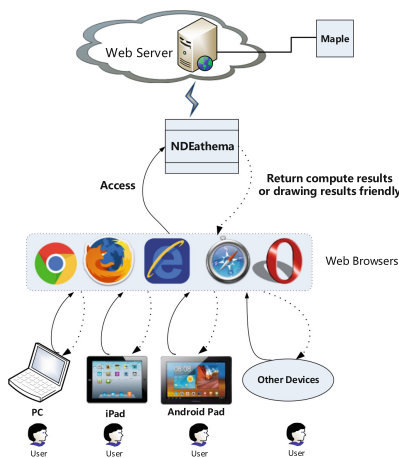 Web Server
Maple
NDEathema
Access
Return compute results
or drawing results friendly
Web Browsers
PC
iPad
Android Pad
Other Devices
User
User
User
User